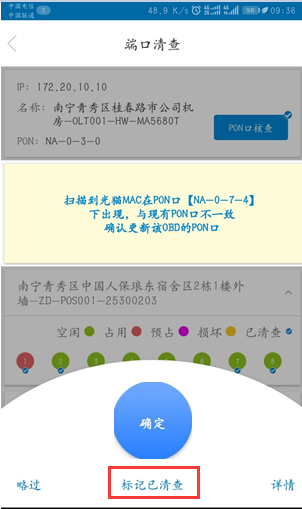 中国电信
中国联通
1
48.9 K/s
09:36
端口清查
IP: 172.20.10.10
名称: 南宁青秀区桂春路市公司机
房-OLT001-HW-MA5680T
PON口核查
PON: NA-0-3-0
扫描到光猫MAC在PON口【NA-0-7-4】
下出现，与现有PON口不一致
确认更新该OBD的PON口
南宁青秀区中国人保琅东宿舍区2栋1楼外
墙-ZD-POS001-25300203
空闲 占用 预占 损坏 已清查
1 2 7 8
确定
略过 标记已清查 详情